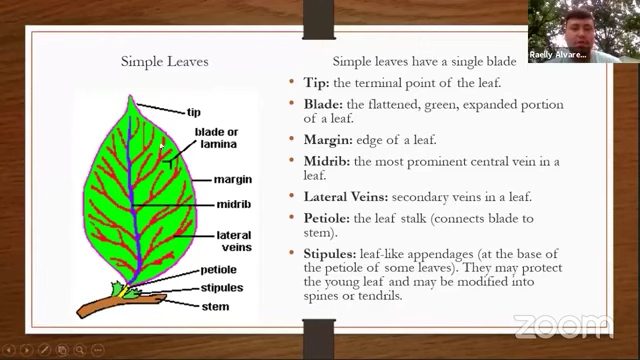 Raelly Alvare...
Simple Leaves
tip
blade or
lamina
margin
midrib
lateral
veins
petiole
stipules
stem
Simple leaves have a single blade
• Tip: the terminal point of the leaf.
• Blade: the flattened, green, expanded portion
of a leaf.
• Margin: edge of a leaf.
• Midrib: the most prominent central vein in a
leaf.
• Lateral Veins: secondary veins in a leaf.
• Petiole: the leaf stalk (connects blade to
stem).
• Stipules: leaf-like appendages (at the base of
the petiole of some leaves). They may protect
the young leaf and may be modified into
spines or tendrils.
zoom